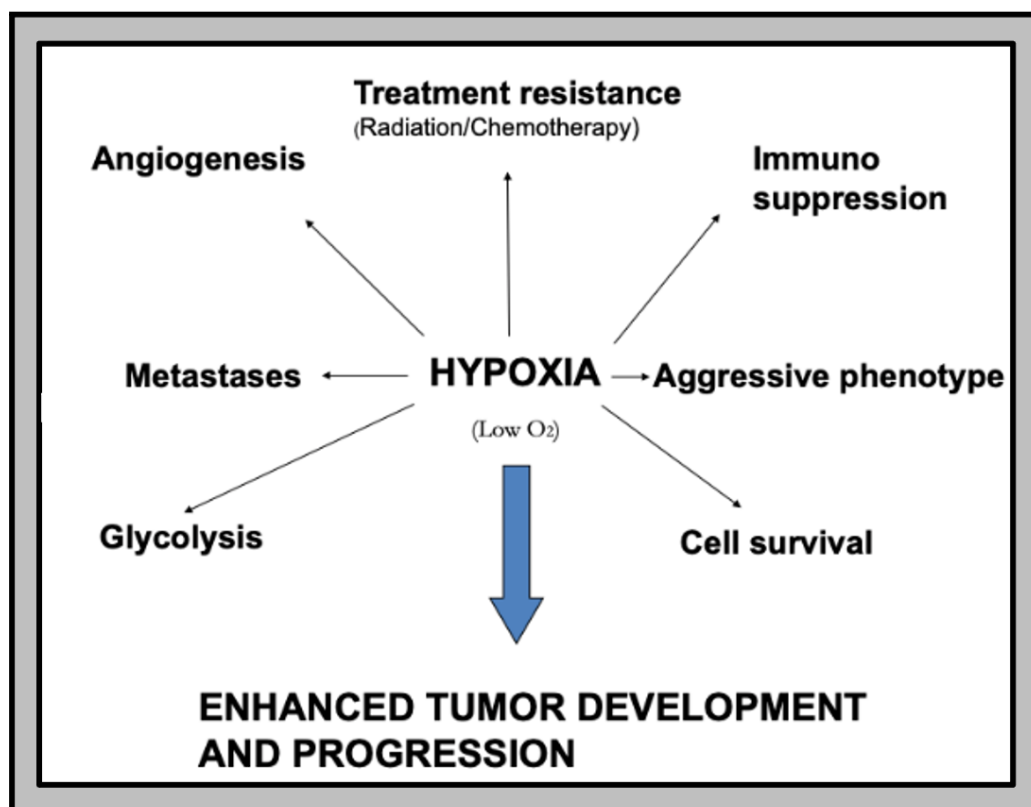 Treatment resistance
(Radiation/Chemotherapy)
Angiogenesis
Immuno
suppression
Metastases
HYPOXIA
Aggressive phenotype
(Low O₂)
Glycolysis
Cell survival
ENHANCED TUMOR DEVELOPMENT
AND PROGRESSION